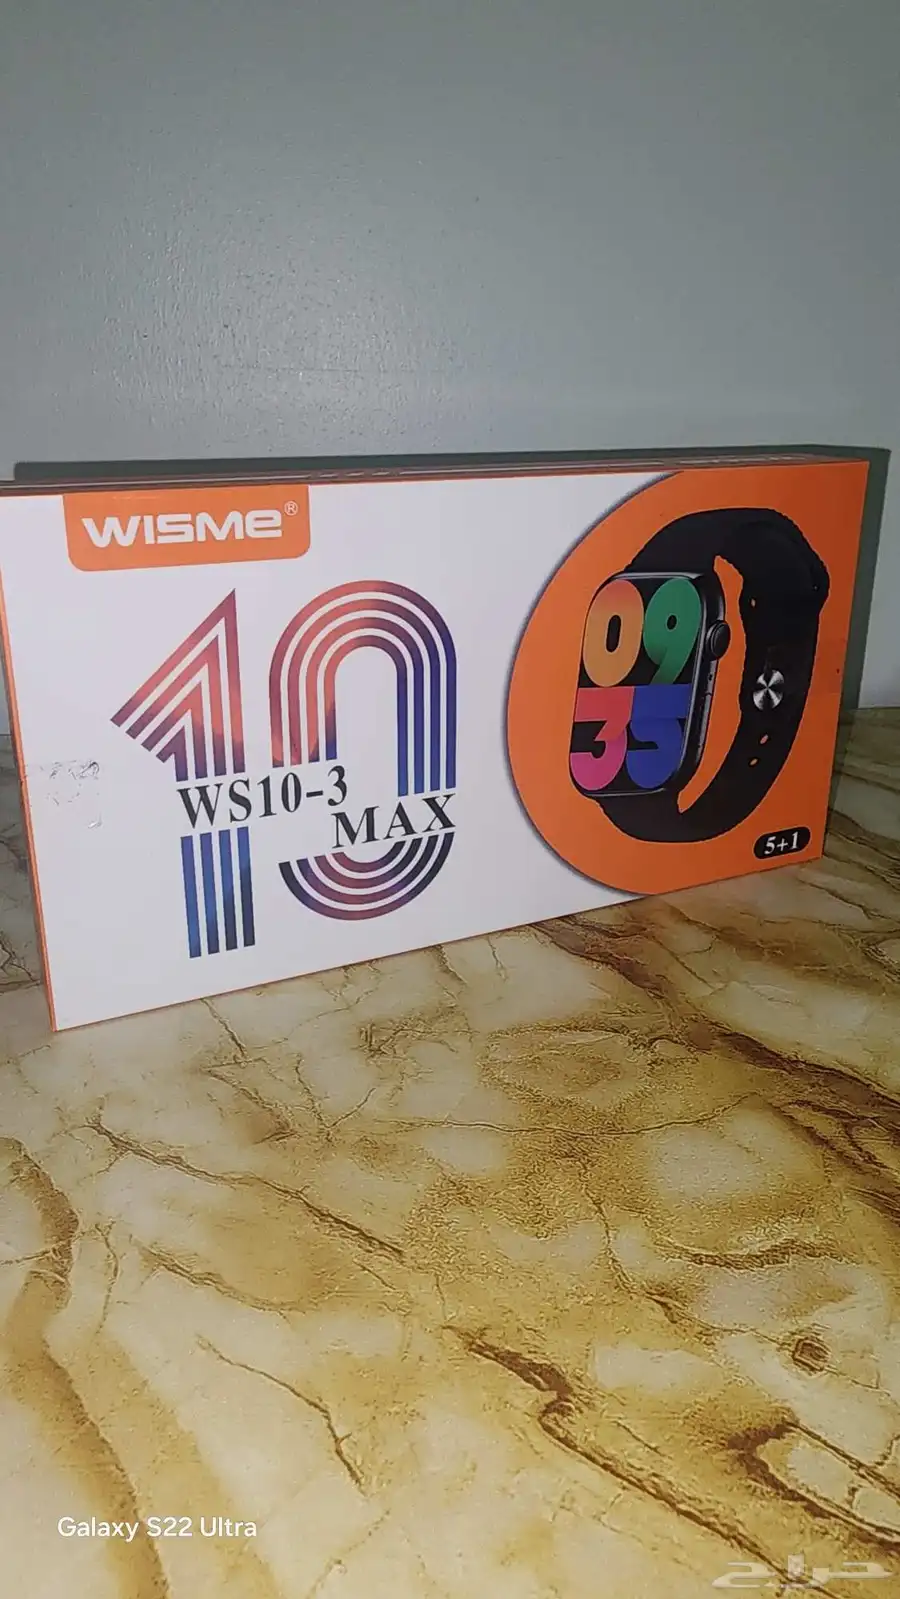 WISME®
10
WS10-3
MAX
09
35
5+1
Galaxy S22 Ultra
حراج